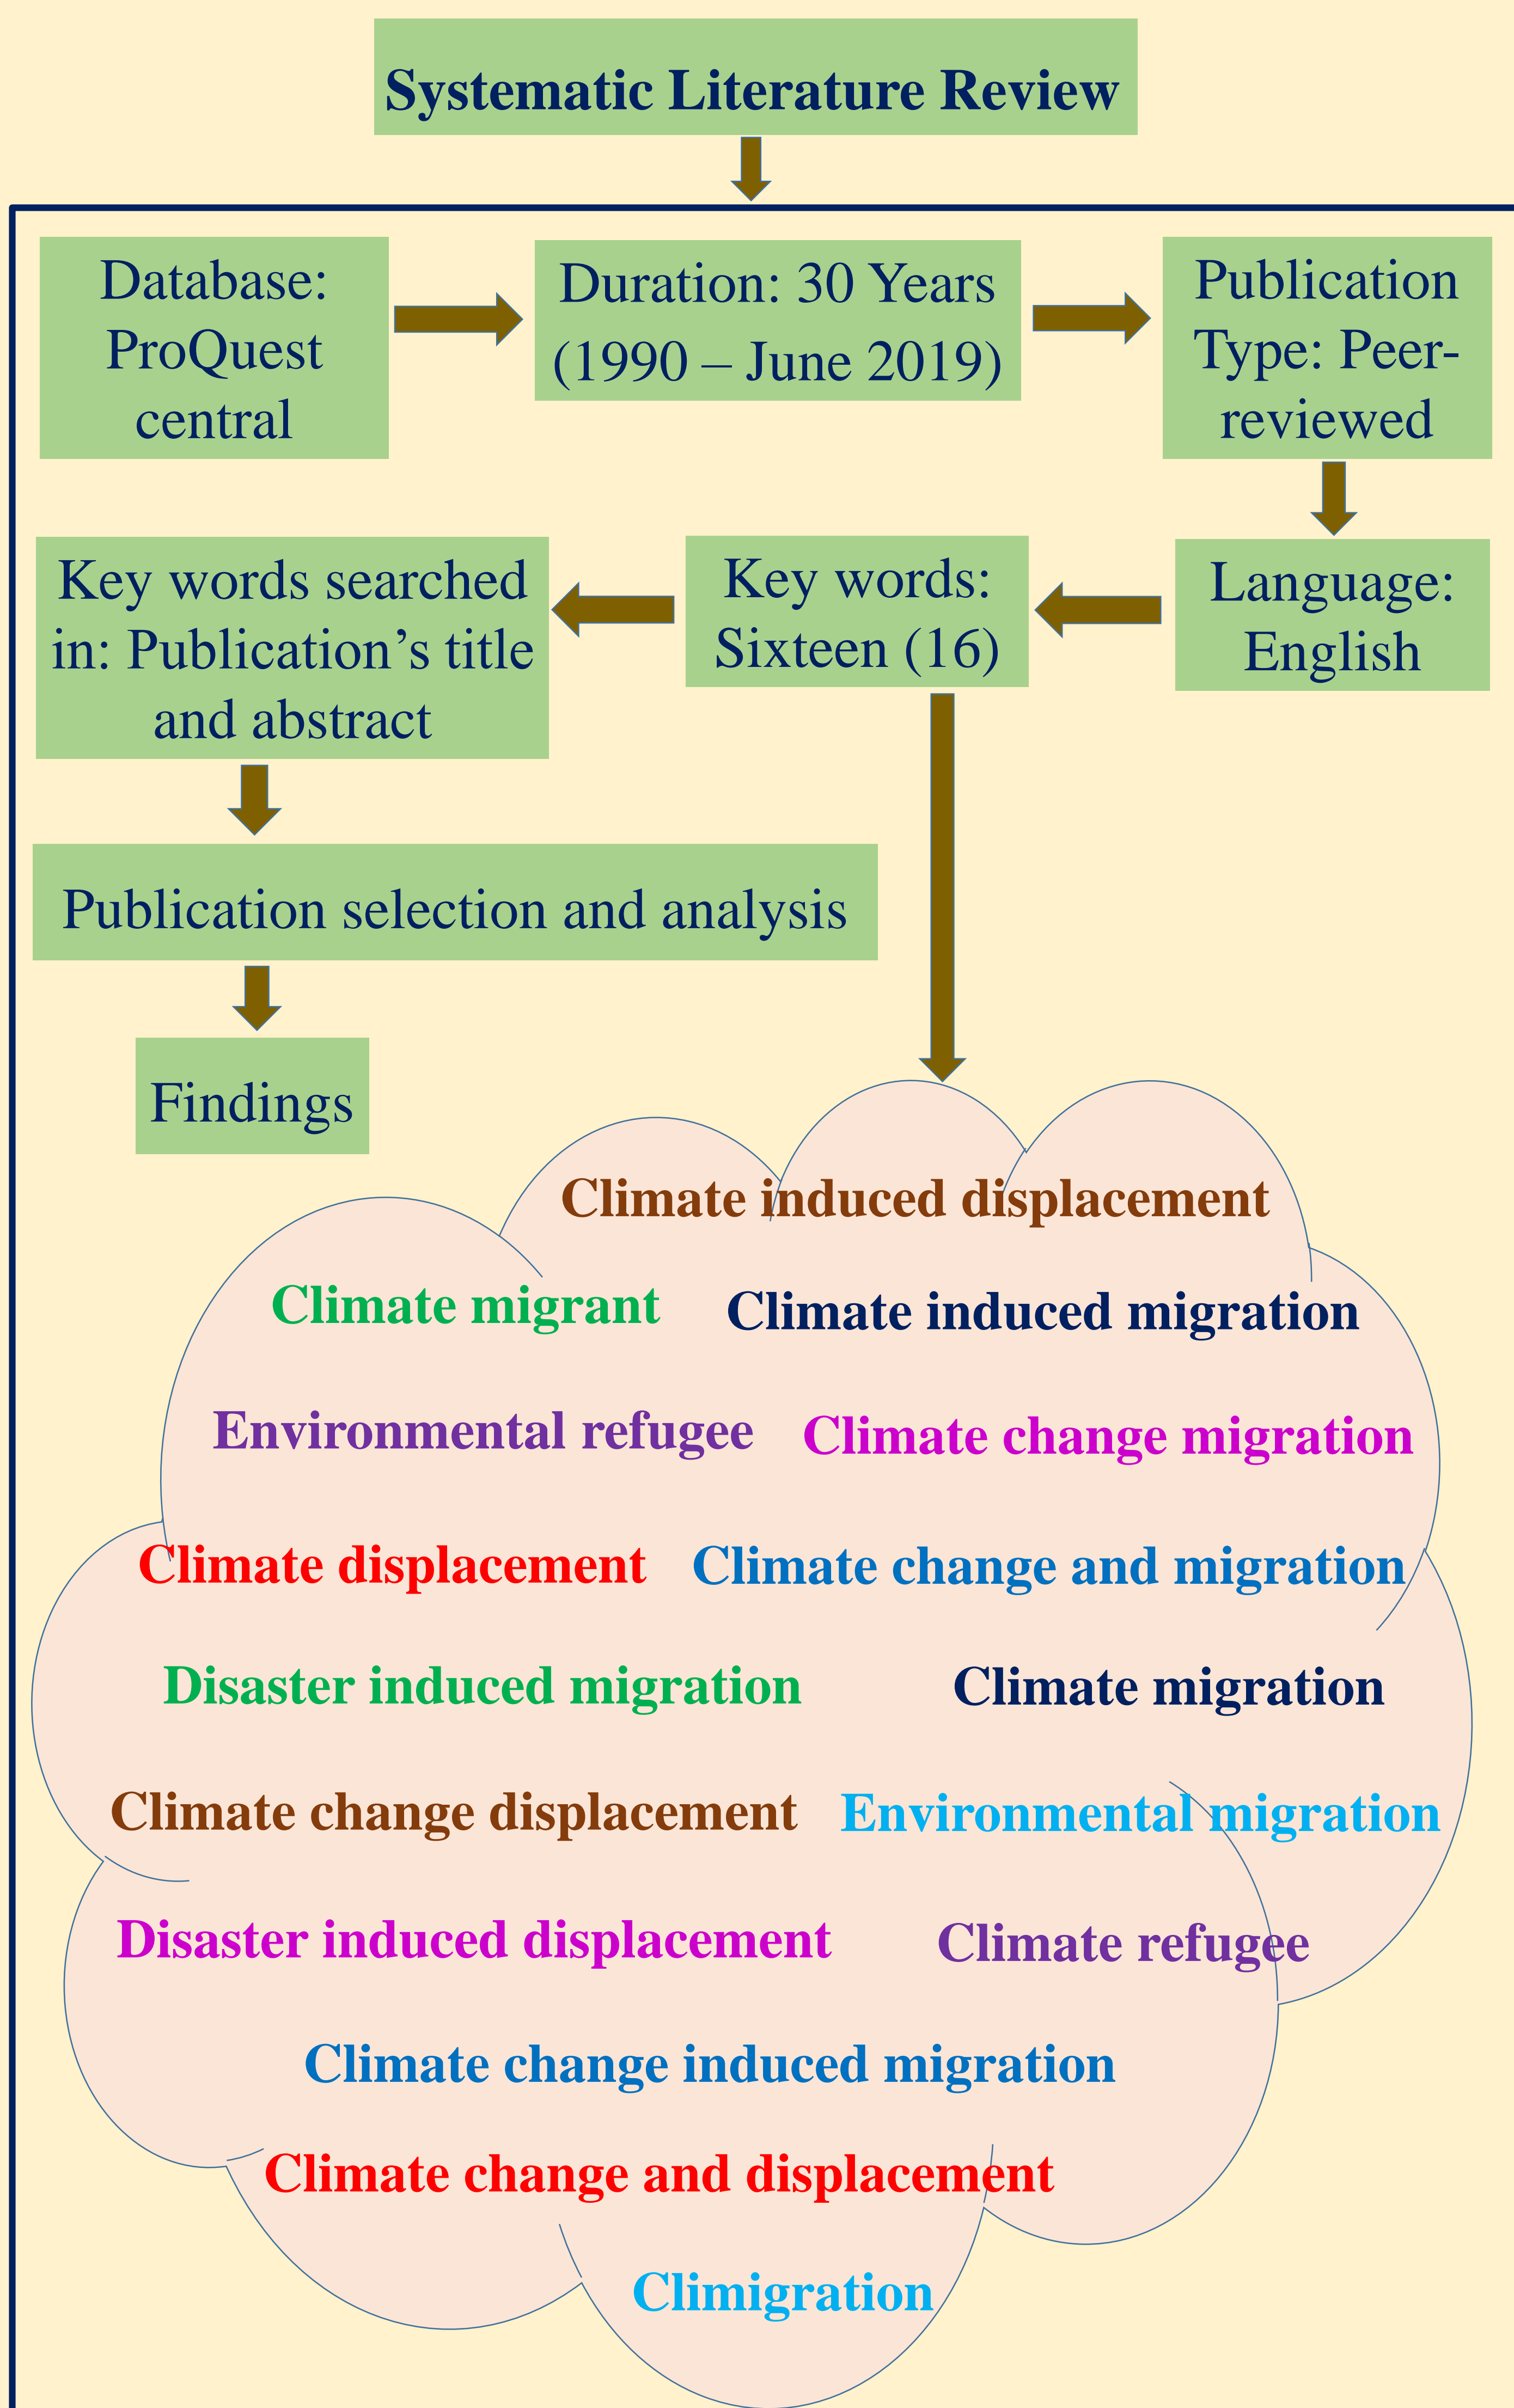 Systematic Literature Review
Database:
ProQuest
central
Duration: 30 Years
(1990 – June 2019)
Publication
Type: Peer-
reviewed
Language:
English
Key words:
Sixteen (16)
Key words searched
in: Publication’s title
and abstract
Publication selection and analysis
Findings
Climate induced displacement
Climate migrant
Climate induced migration
Environmental refugee
Climate change migration
Climate displacement
Climate change and migration
Disaster induced migration
Climate migration
Climate change displacement
Environmental migration
Disaster induced displacement
Climate refugee
Climate change induced migration
Climate change and displacement
Climigration